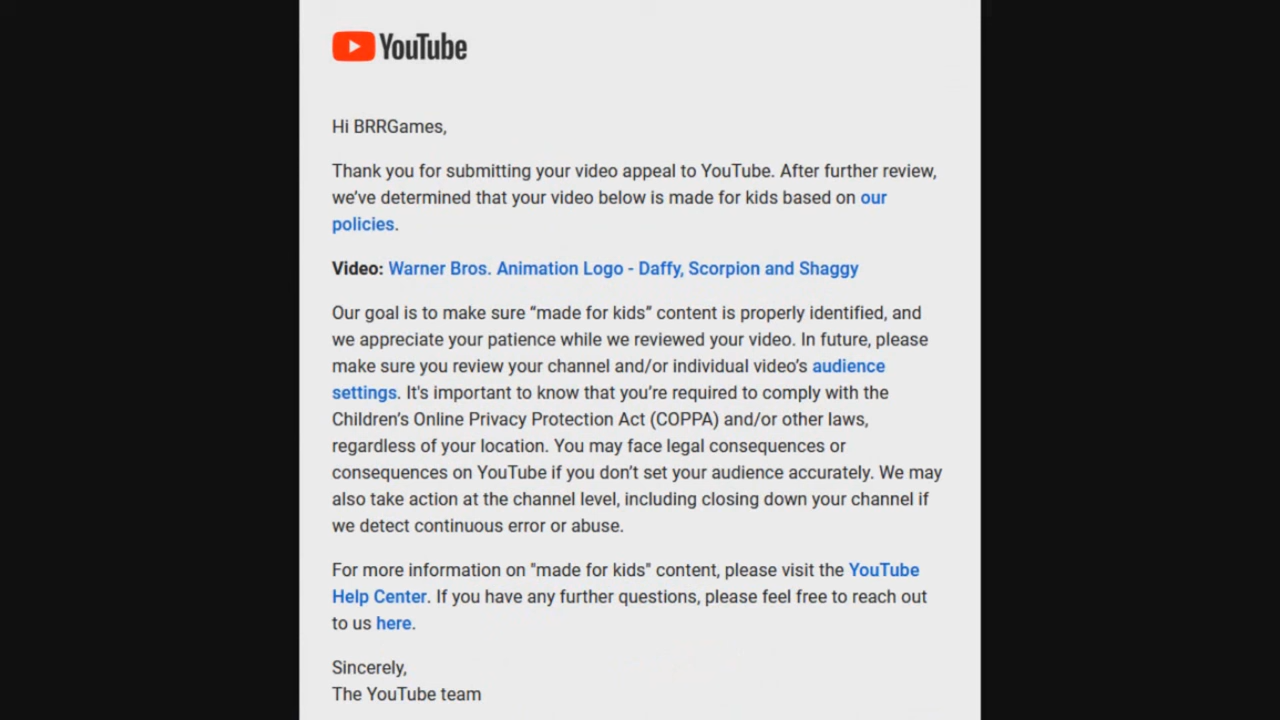 YouTube
Hi BRRGames,
Thank you for submitting your video appeal to YouTube. After further review,
we’ve determined that your video below is made for kids based on our
policies.
Video: Warner Bros. Animation Logo - Daffy, Scorpion and Shaggy
Our goal is to make sure “made for kids” content is properly identified, and
we appreciate your patience while we reviewed your video. In future, please
make sure you review your channel and/or individual video’s audience
settings. It's important to know that you’re required to comply with the
Children’s Online Privacy Protection Act (COPPA) and/or other laws,
regardless of your location. You may face legal consequences or
consequences on YouTube if you don’t set your audience accurately. We may
also take action at the channel level, including closing down your channel if
we detect continuous error or abuse.
For more information on "made for kids" content, please visit the YouTube
Help Center. If you have any further questions, please feel free to reach out
to us here.
Sincerely,
The YouTube team